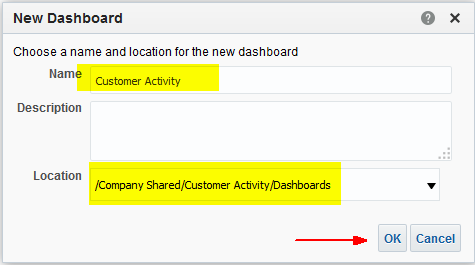 New Dashboard
Choose a name and location for the new dashboard
Name Customer Activity
Description
Location /Company Shared/Customer Activity/Dashboards
OK Cancel